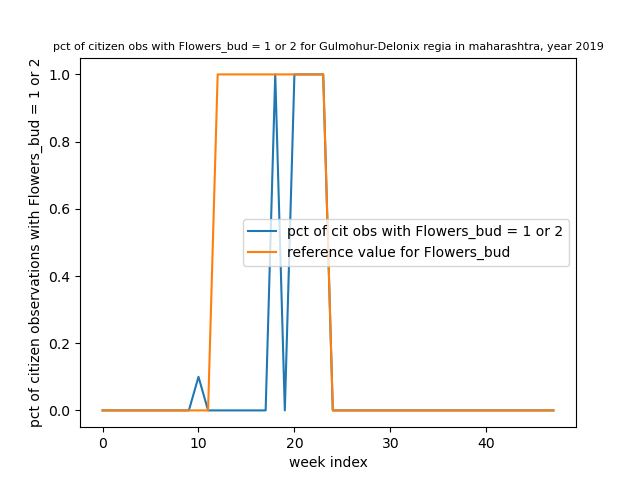 pct of citizen obs with Flowers_bud = 1 or 2 for Gulmohur-Delonix regia in maharashtra, year 2019
pct of citizen observations with Flowers_bud = 1 or 2
1.0
0.8
0.6
0.4
0.2
0.0
pct of cit obs with Flowers_bud = 1 or 2
reference value for Flowers_bud
0 10 20 30 40
week index